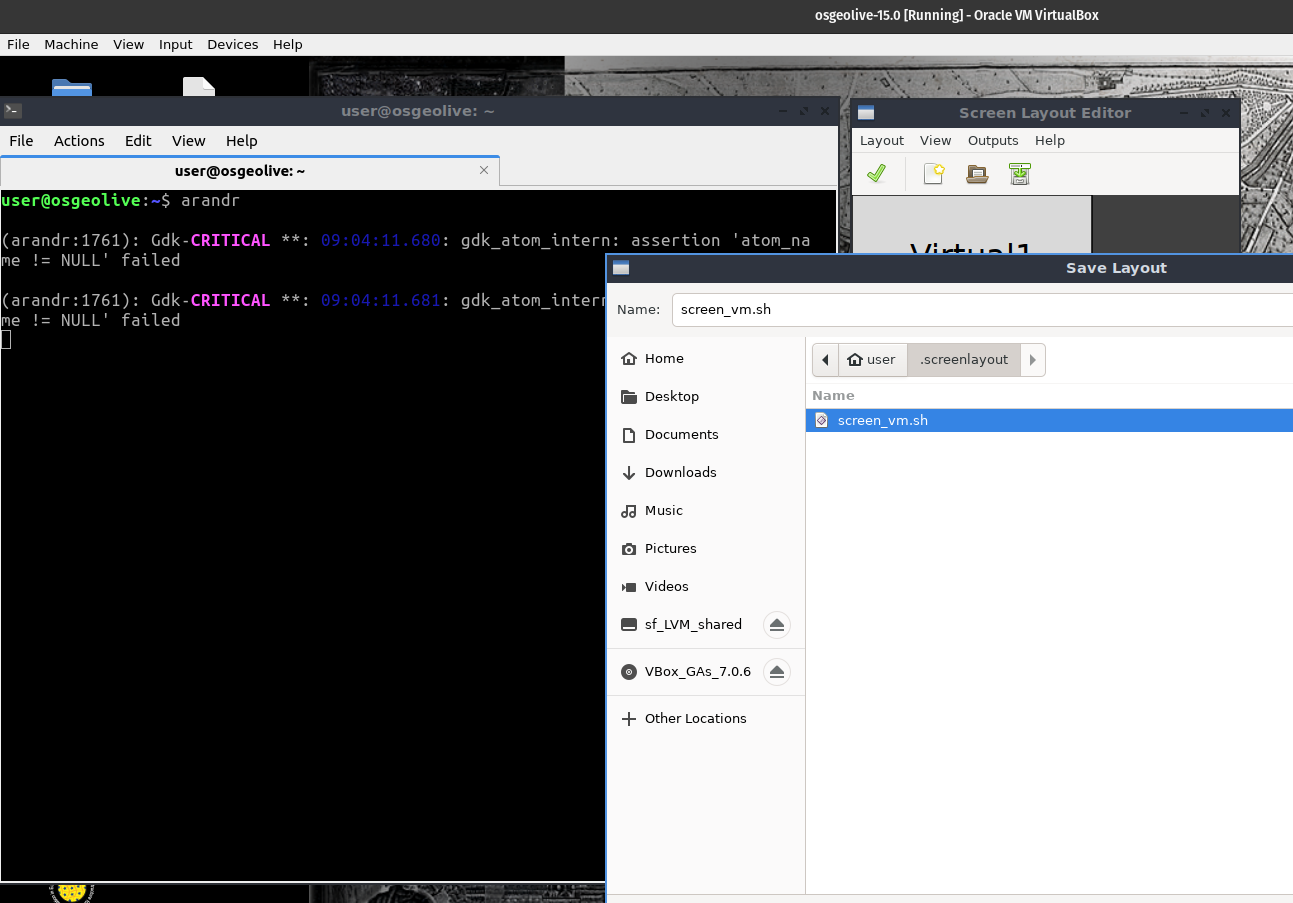 osgeolive-15.0 [Running] - Oracle VM VirtualBox
File Machine View Input Devices Help
user@osgeolive: ~
File Actions Edit View Help
user@osgeolive: ~
user@osgeolive:~$ arandr
(arandr:1761): Gdk-CRITICAL **: 09:04:11.680: gdk_atom_intern: assertion 'atom_na
me != NULL' failed
(arandr:1761): Gdk-CRITICAL **: 09:04:11.681: gdk_atom_intern
me != NULL' failed
Screen Layout Editor
Layout View Outputs Help
Virtual1
Save Layout
Name: screen_vm.sh
Home
Desktop
Documents
Downloads
Music
Pictures
Videos
sf_LVM_shared
VBox_GAs_7.0.6
Other Locations
user .screenlayout
Name
screen_vm.sh